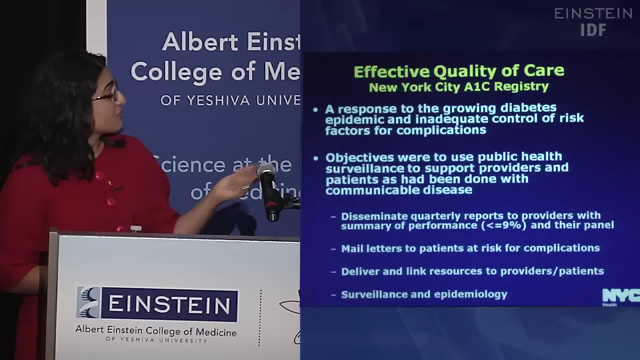 Albert Einst
College of Med
OF YESHIVA UNIVER
Science at the
EINSTEIN
Albert Einstein College of Medicine
OF YESHIVA UNIVERSITY
EINSTEIN
IDF
Effective Quality of Care
New York City A1C Registry
• A response to the growing diabetes
epidemic and inadequate control of risk
factors for complications
• Objectives were to use public health
surveillance to support providers and
patients as had been done with
communicable disease
– Disseminate quarterly reports to providers with
summary of performance (<=9%) and their panel
– Mail letters to patients at risk for complications
– Deliver and link resources to providers/patients
– Surveillance and epidemiology
NYC
Health